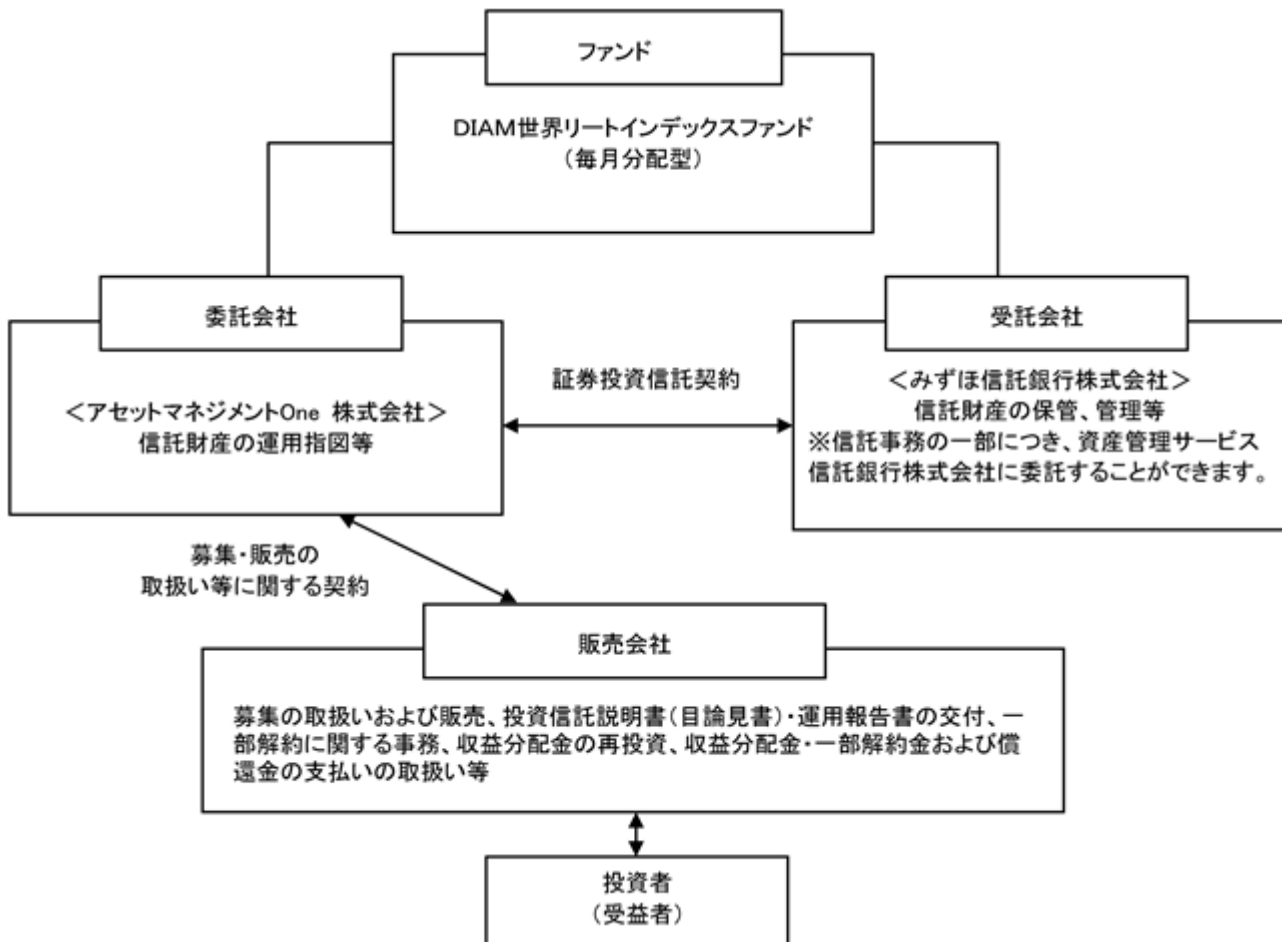 ファンド
DIAM世界リートインデックスファンド
(毎月分配型)
委託会社
<アセットマネジメントOne 株式会社>
信託財産の運用指図等
証券投資信託契約
受託会社
<みずほ信託銀行株式会社>
信託財産の保管、管理等
※信託事務の一部につき、資産管理サービス
信託銀行株式会社に委託することができます。
募集・販売の
取扱い等に関する契約
販売会社
募集の取扱いおよび販売、投資信託説明書(目論見書)・運用報告書の交付、一
部解約に関する事務、収益分配金の再投資、収益分配金・一部解約金および償
還金の支払いの取扱い等
投資者
(受益者)